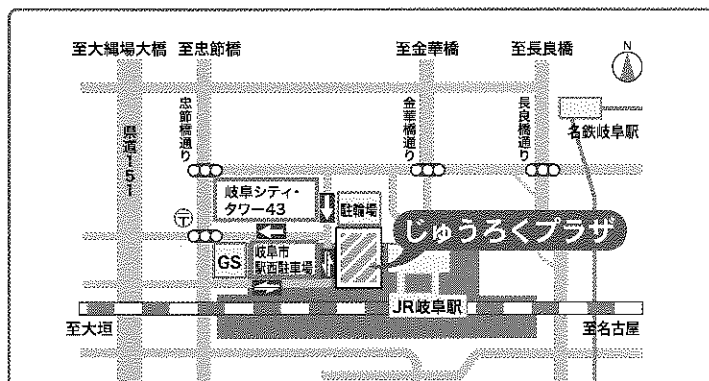 至大縄場大橋 至忠節橋 至金華橋 至長良橋
N
忠節橋通り
金華橋通り
長良橋通り
名鉄岐阜駅
県道151
岐阜シティ・
タワー43
駐輪場
〒
じゅうろくプラザ
GS
岐阜市
駅西駐車場
JR岐阜駅
至大垣
至名古屋